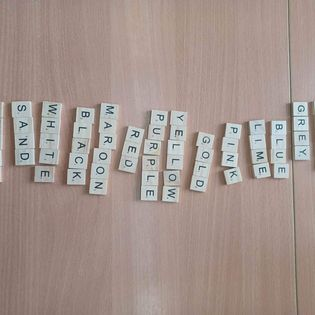 SAND
WHITE
BLACK
MAROON
RED
PURPLE
YELLOW
GOLD
PINK
LIME
BLUE
GREY